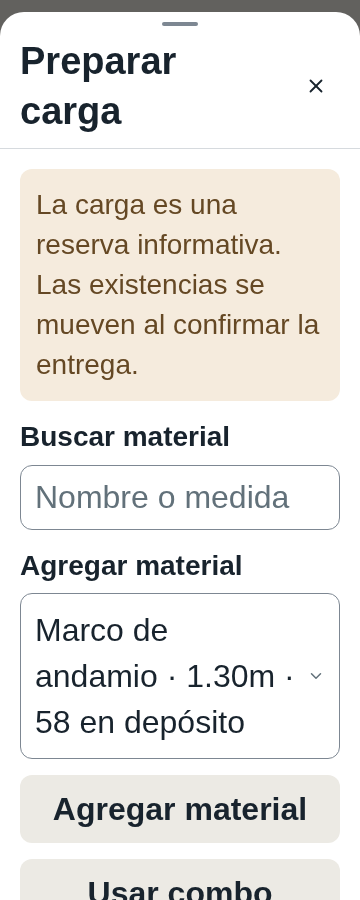 Preparar
carga
×
La carga es una
reserva informativa.
Las existencias se
mueven al confirmar la
entrega.
Buscar material
Nombre o medida
Agregar material
Marco de
andamio · 1.30m ·
58 en depósito
Agregar material
Usar combo